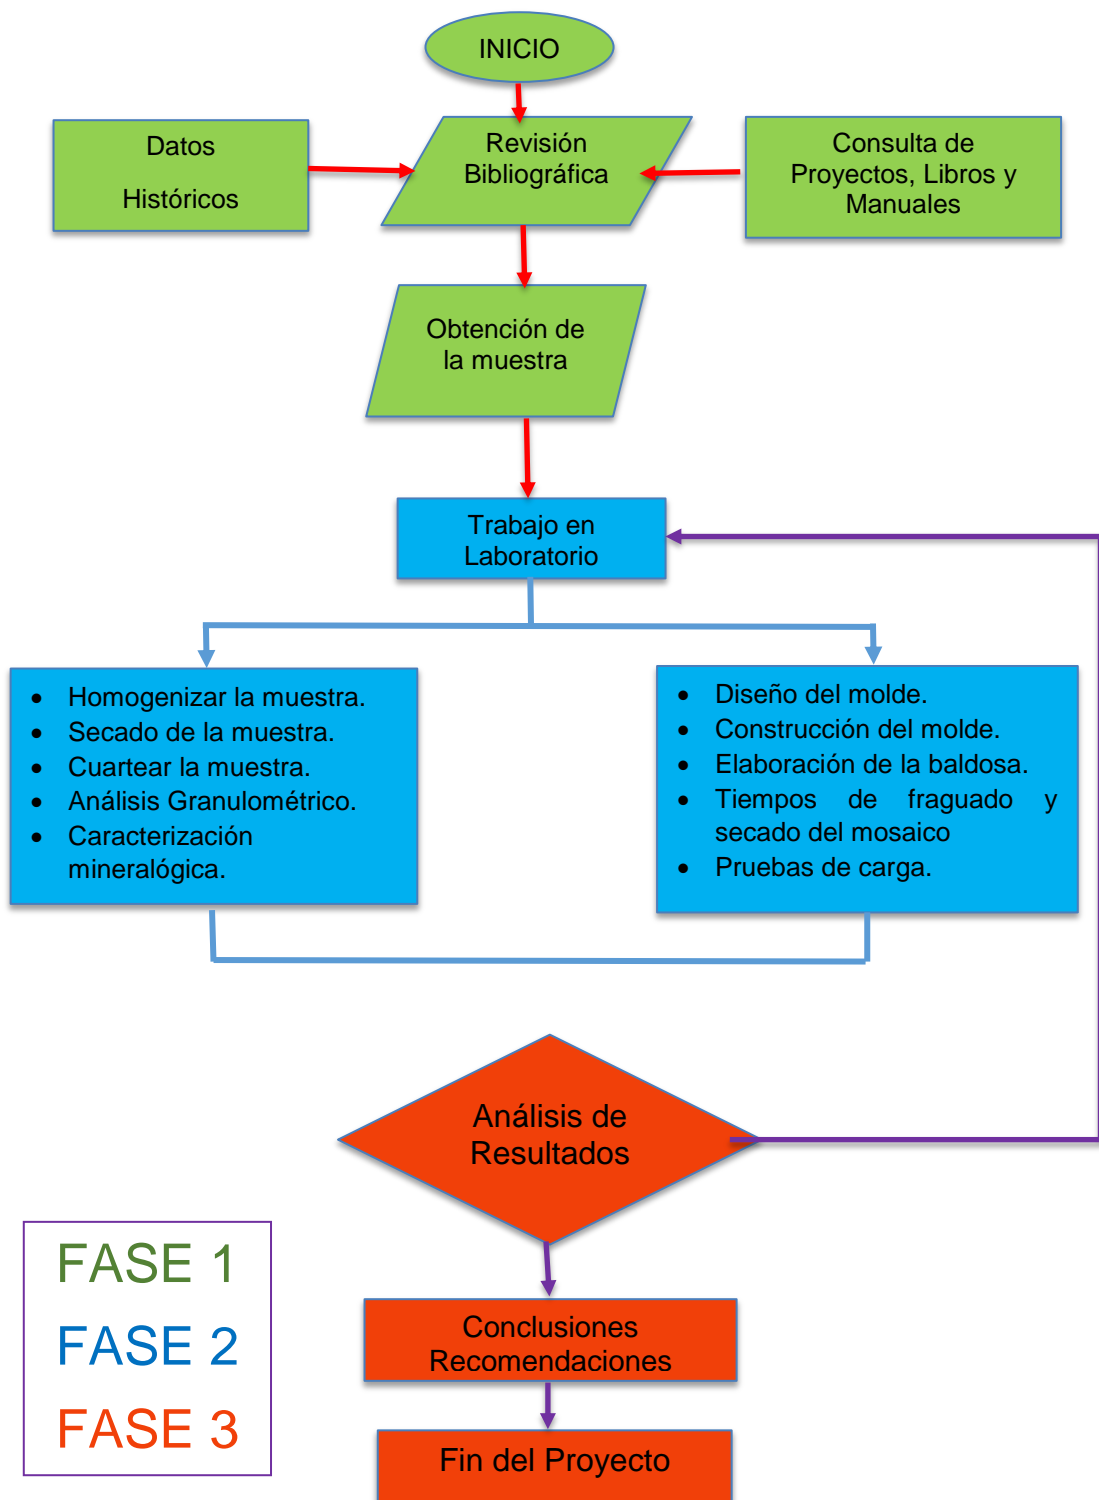 INICIO
Datos
Históricos
Revisión
Bibliográfica
Consulta de
Proyectos, Libros y
Manuales
Obtención de
la muestra
Trabajo en
Laboratorio
• Homogenizar la muestra.
• Secado de la muestra.
• Cuartear la muestra.
• Análisis Granulométrico.
• Caracterización
mineralógica.
• Diseño del molde.
• Construcción del molde.
• Elaboración de la baldosa.
• Tiempos de fraguado y
secado del mosaico
• Pruebas de carga.
Análisis de
Resultados
FASE 1
FASE 2
FASE 3
Conclusiones
Recomendaciones
Fin del Proyecto